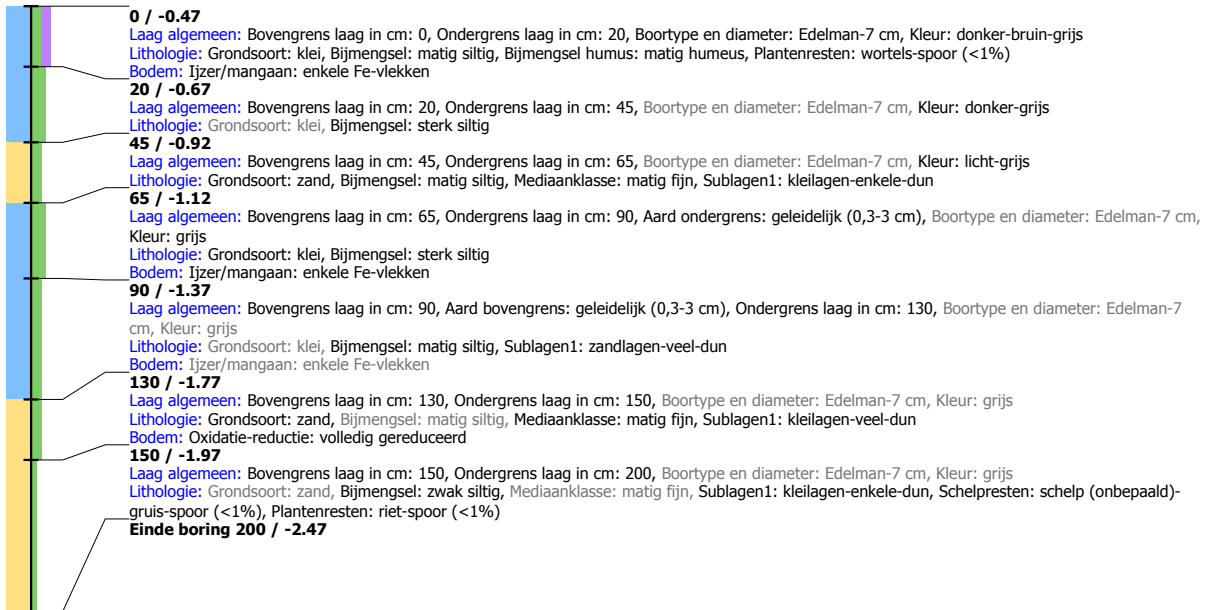 0 / -0.47
Laag algemeen: Bovengrens laag in cm: 0, Ondergrens laag in cm: 20, Boortype en diameter: Edelman-7 cm, Kleur: donker-bruin-grijs
Lithologie: Grondsoort: klei, Bijmengsel: matig siltig, Bijmengsel humus: matig humeus, Plantenresten: wortels-spoor (<1%)
Bodem: Ijzer/mangaan: enkele Fe-vlekken
20 / -0.67
Laag algemeen: Bovengrens laag in cm: 20, Ondergrens laag in cm: 45, Boortype en diameter: Edelman-7 cm, Kleur: donker-grijs
Lithologie: Grondsoort: klei, Bijmengsel: sterk siltig
45 / -0.92
Laag algemeen: Bovengrens laag in cm: 45, Ondergrens laag in cm: 65, Boortype en diameter: Edelman-7 cm, Kleur: licht-grijs
Lithologie: Grondsoort: zand, Bijmengsel: matig siltig, Mediaanklasse: matig fijn, Sublagen1: kleilagen-enkele-dun
65 / -1.12
Laag algemeen: Bovengrens laag in cm: 65, Ondergrens laag in cm: 90, Aard ondergrens: geleidelijk (0,3-3 cm), Boortype en diameter: Edelman-7 cm,
Kleur: grijs
Lithologie: Grondsoort: klei, Bijmengsel: sterk siltig
Bodem: Ijzer/mangaan: enkele Fe-vlekken
90 / -1.37
Laag algemeen: Bovengrens laag in cm: 90, Aard bovengrens: geleidelijk (0,3-3 cm), Ondergrens laag in cm: 130, Boortype en diameter: Edelman-7
cm, Kleur: grijs
Lithologie: Grondsoort: klei, Bijmengsel: matig siltig, Sublagen1: zandlagen-veel-dun
Bodem: Ijzer/mangaan: enkele Fe-vlekken
130 / -1.77
Laag algemeen: Bovengrens laag in cm: 130, Ondergrens laag in cm: 150, Boortype en diameter: Edelman-7 cm, Kleur: grijs
Lithologie: Grondsoort: zand, Bijmengsel: matig siltig, Mediaanklasse: matig fijn, Sublagen1: kleilagen-veel-dun
Bodem: Oxidatie-reductie: volledig gereduceerd
150 / -1.97
Laag algemeen: Bovengrens laag in cm: 150, Ondergrens laag in cm: 200, Boortype en diameter: Edelman-7 cm, Kleur: grijs
Lithologie: Grondsoort: zand, Bijmengsel: zwak siltig, Mediaanklasse: matig fijn, Sublagen1: kleilagen-enkele-dun, Schelpresten: schelp (onbepaald)-
gruis-spoor (<1%), Plantenresten: riet-spoor (<1%)
Einde boring 200 / -2.47